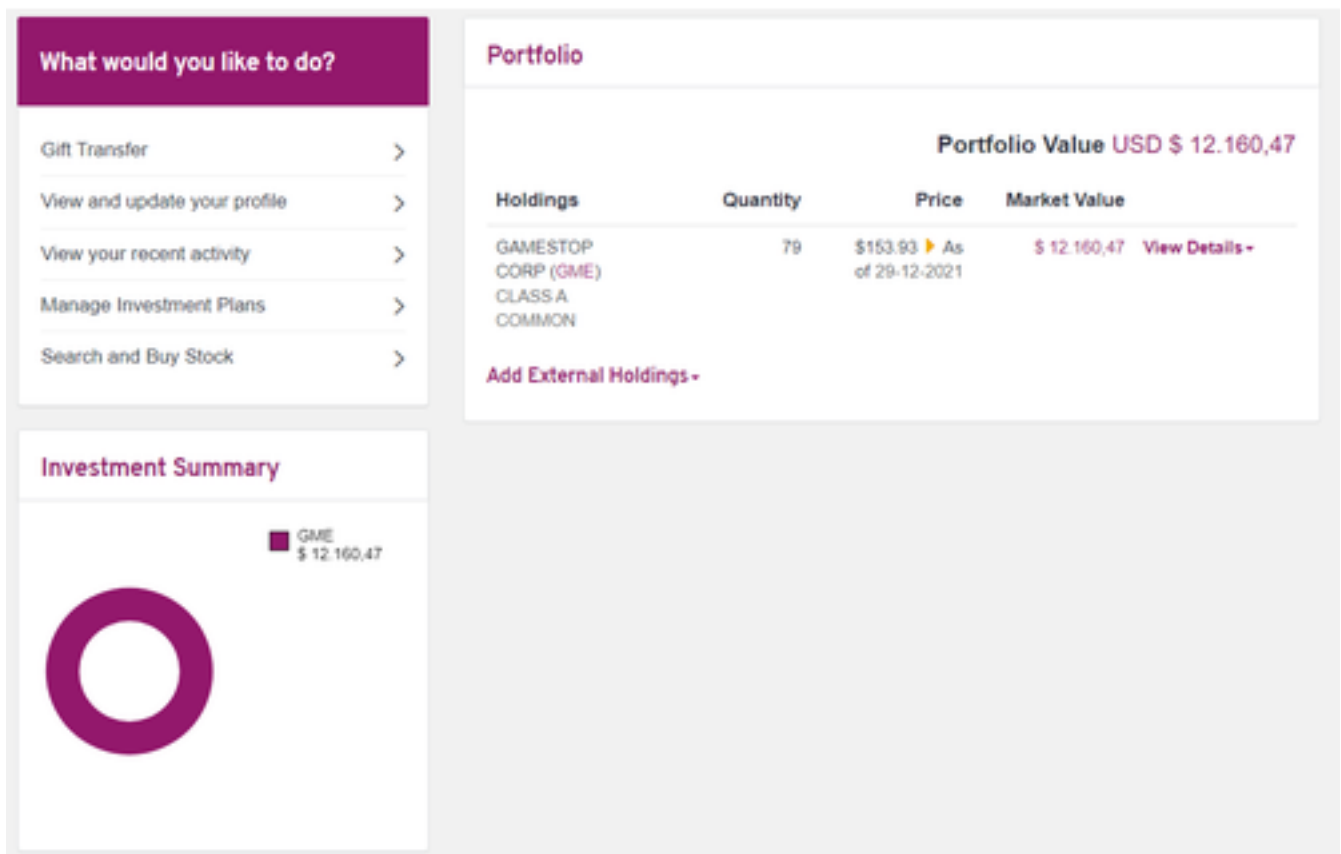 What would you like to do?
Gift Transfer
View and update your profile
View your recent activity
Manage Investment Plans
Search and Buy Stock
Portfolio
Portfolio Value USD $ 12.160,47
Holdings Quantity Price Market Value
GAMESTOP 79 $153.93 As $ 12.160,47 View Details
CORP (GME) of 29-12-2021
CLASS A
COMMON
Add External Holdings
Investment Summary
GME
$ 12.160,47